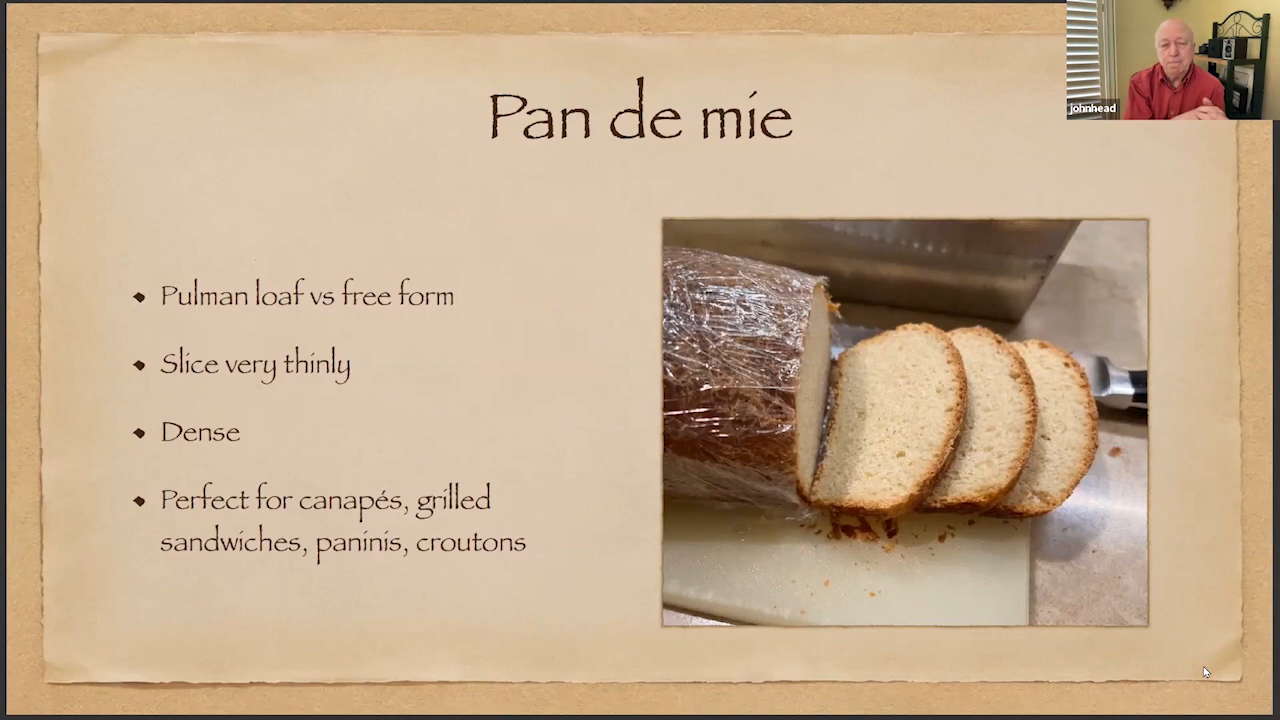 Pan de mie
johnhead
Pulman loaf vs free form
Slice very thinly
Dense
Perfect for canapés, grilled
sandwiches, paninis, croutons